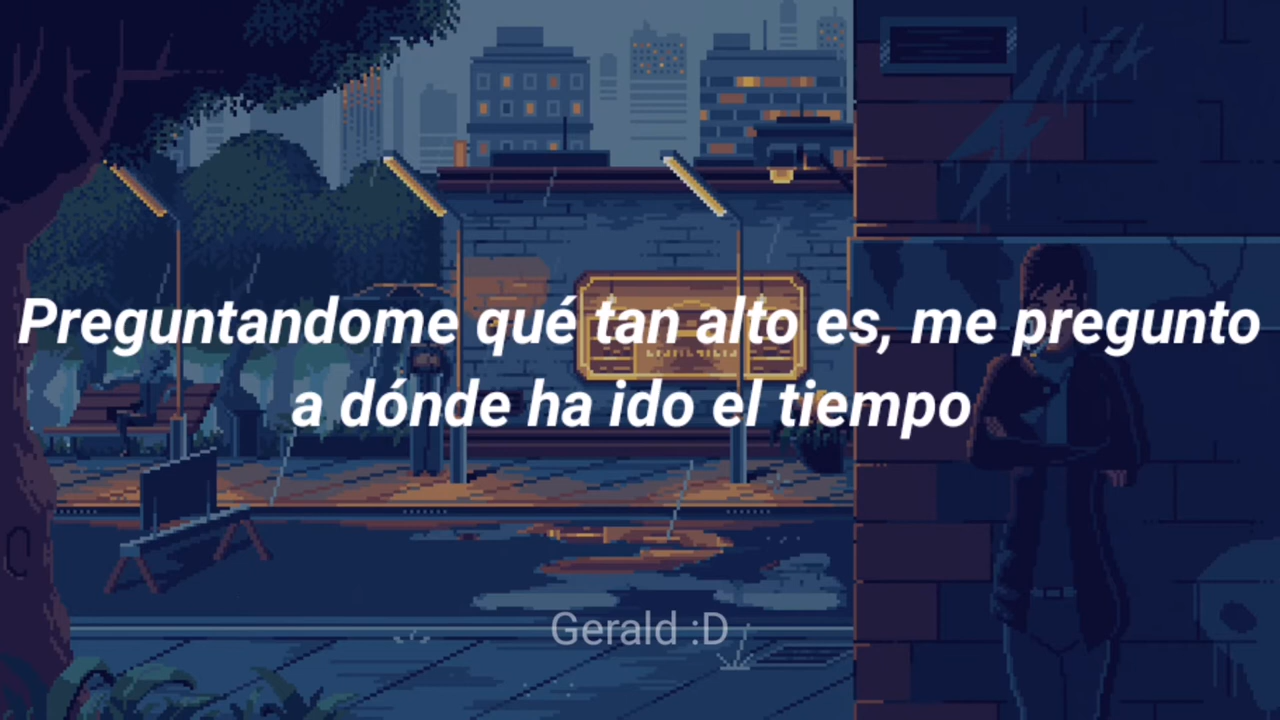 Preguntandome qué tan alto es, me pregunto
a dónde ha ido el tiempo
Gerald :D